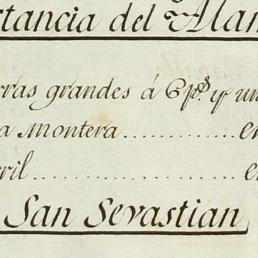 stancia del Alam
rras grandes á 6 p.s y un
a montera ............ en
ril ..................... en
San Sevastian